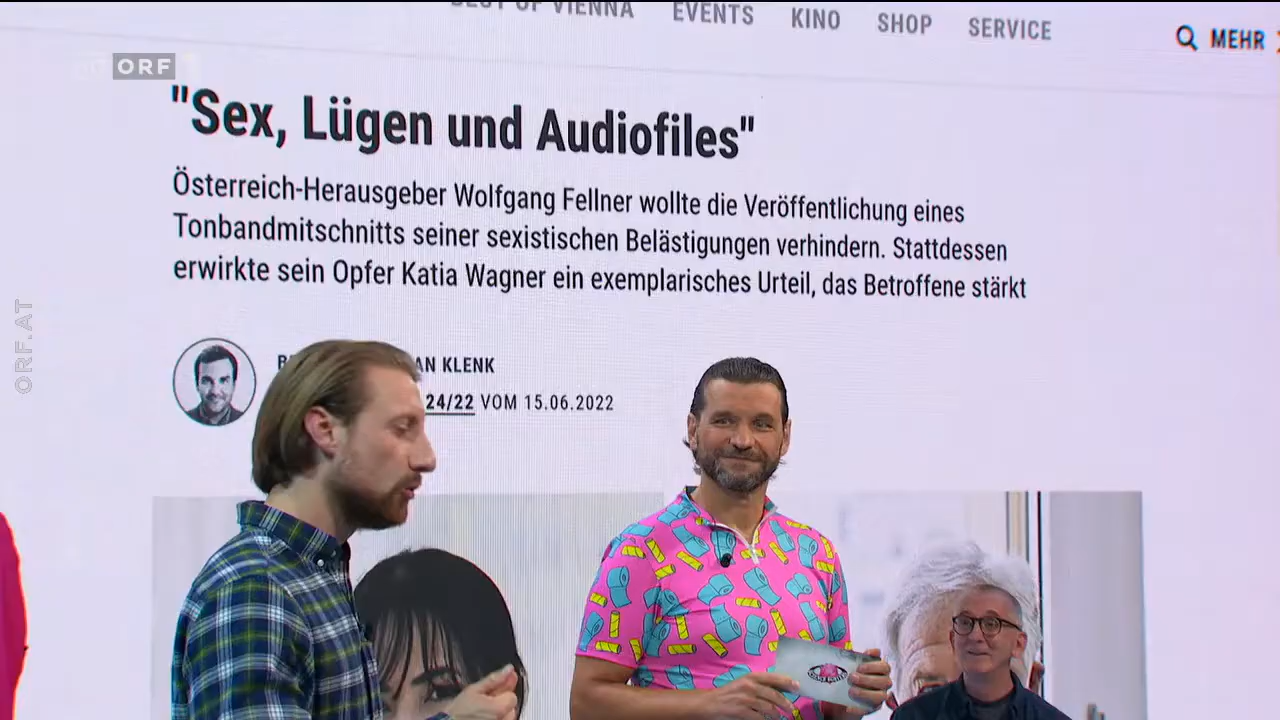 BEST OF VIENNA EVENTS KINO SHOP SERVICE
MEHR
ORF 1
"Sex, Lügen und Audiofiles"
Österreich-Herausgeber Wolfgang Fellner wollte die Veröffentlichung eines
Tonbandmitschnitts seiner sexistischen Belästigungen verhindern. Stattdessen
erwirkte sein Opfer Katia Wagner ein exemplarisches Urteil, das Betroffene stärkt
ORF.AT
AN KLENK
24/22 VOM 15.06.2022